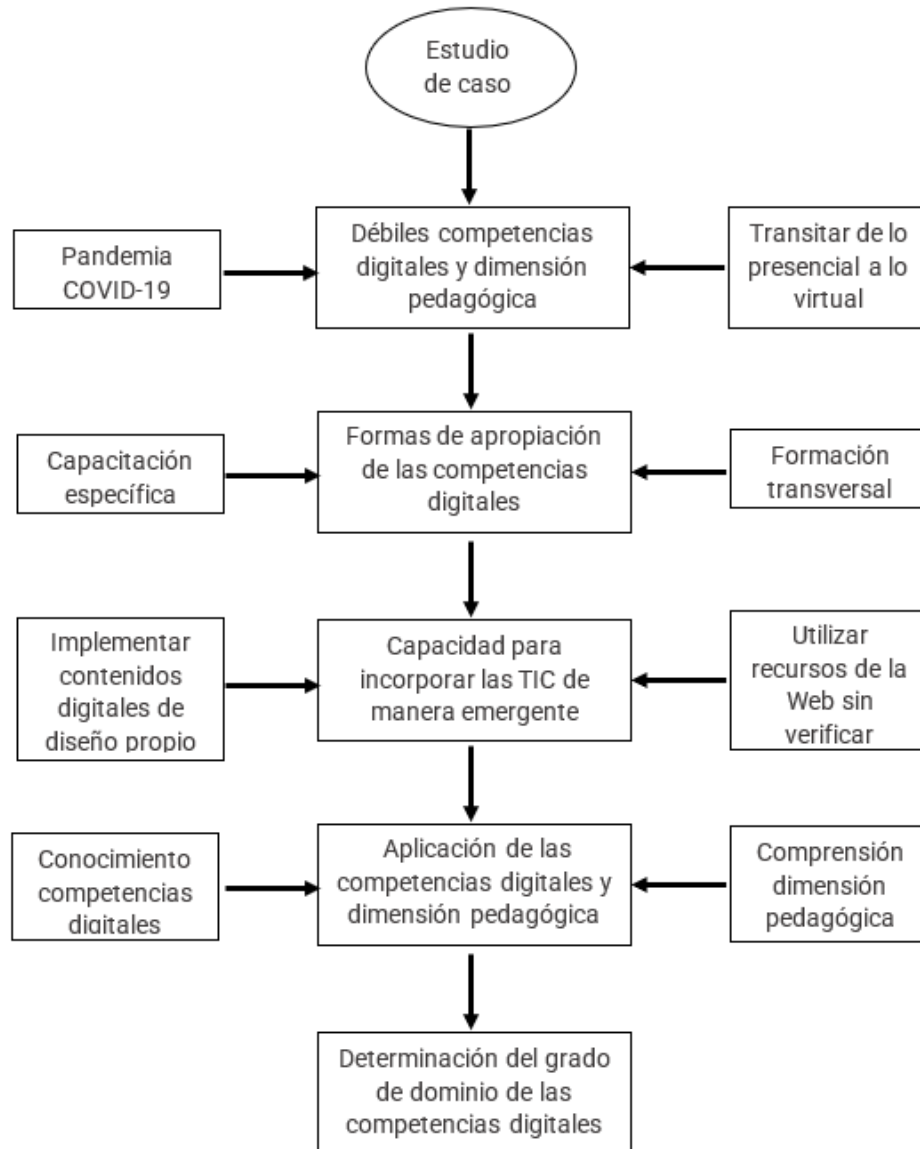 Estudio
de caso
Débiles competencias
digitales y dimensión
pedagógica
Pandemia
COVID-19
Transitar de lo
presencial a lo
virtual
Formas de apropiación
de las competencias
digitales
Capacitación
específica
Formación
transversal
Implementar
contenidos
digitales de
diseño propio
Capacidad para
incorporar las TIC de
manera emergente
Utilizar
recursos de la
Web sin
verificar
Conocimiento
competencias
digitales
Aplicación de las
competencias digitales y
dimensión pedagógica
Comprensión
dimensión
pedagógica
Determinación del grado
de dominio de las
competencias digitales